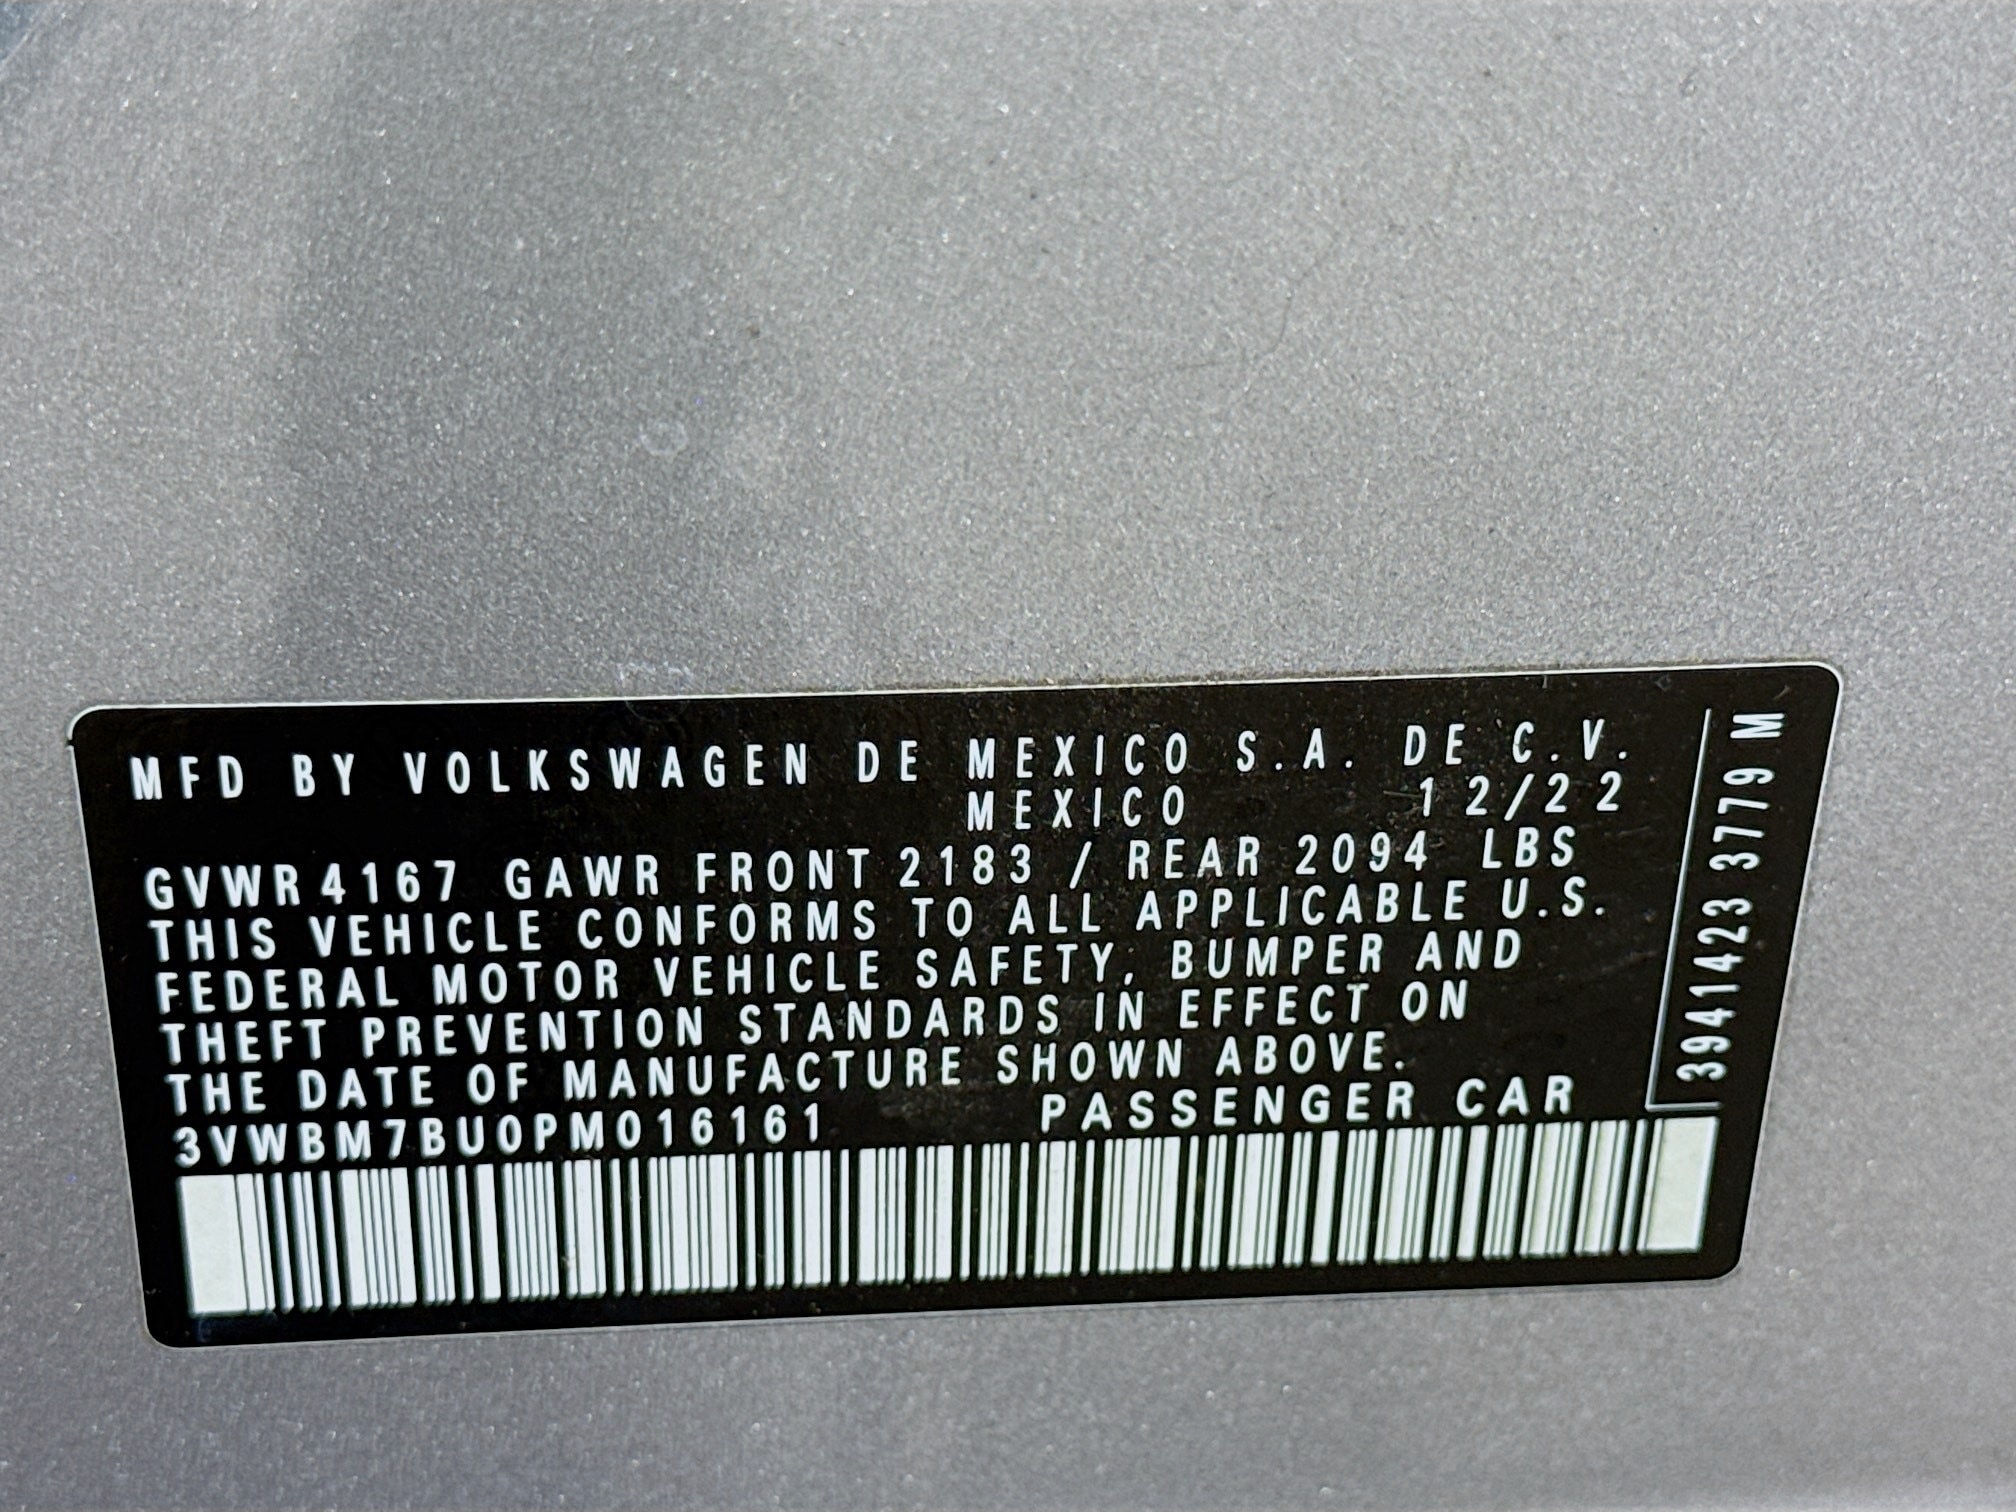 MFD BY VOLKSWAGEN DE MEXICO S.A. DE C.V.
MEXICO 12/22
GVWR 4167 GAWR FRONT 2183 / REAR 2094 LBS
THIS VEHICLE CONFORMS TO ALL APPLICABLE U.S.
FEDERAL MOTOR VEHICLE SAFETY, BUMPER AND
THEFT PREVENTION STANDARDS IN EFFECT ON
THE DATE OF MANUFACTURE SHOWN ABOVE.
3VWBM7BU0PM016161 PASSENGER CAR
3941423 3779 M